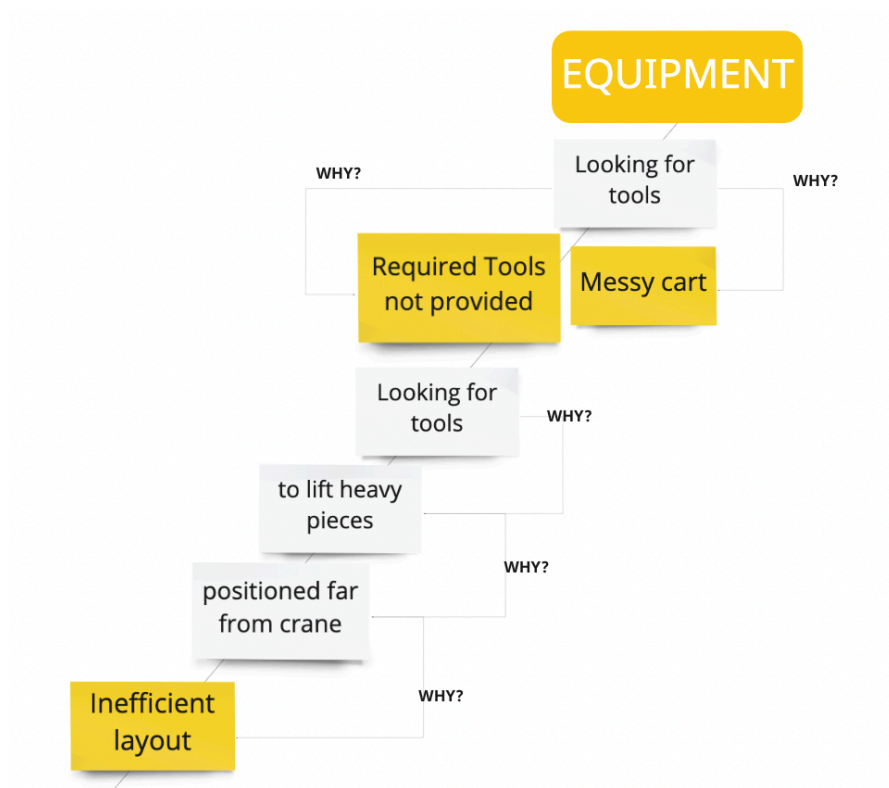 EQUIPMENT
Looking for
tools
WHY?
WHY?
Required Tools
not provided
Messy cart
Looking for
tools
WHY?
to lift heavy
pieces
WHY?
positioned far
from crane
WHY?
Inefficient
layout